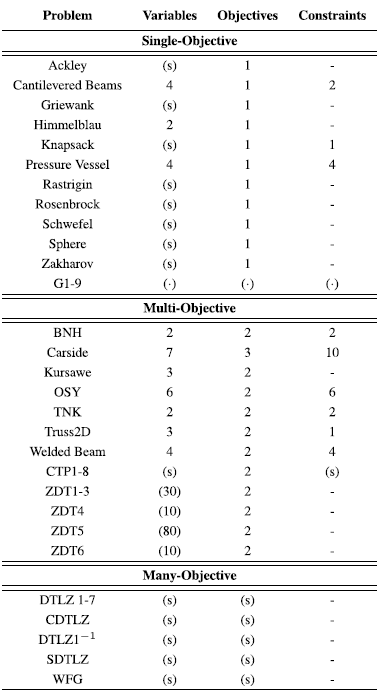 Problem Variables Objectives Constraints
Single-Objective
Ackley (s) 1 -
Cantilevered Beams 4 1 2
Griewank (s) 1 -
Himmelblau 2 1 -
Knapsack (s) 1 1
Pressure Vessel 4 1 4
Rastrigin (s) 1 -
Rosenbrock (s) 1 -
Schwefel (s) 1 -
Sphere (s) 1 -
Zakharov (s) 1 -
G1-9 (·) (·) (·)
Multi-Objective
BNH 2 2 2
Carside 7 3 10
Kursawe 3 2 -
OSY 6 2 6
TNK 2 2 2
Truss2D 3 2 1
Welded Beam 4 2 4
CTP1-8 (s) 2 (s)
ZDT1-3 (30) 2 -
ZDT4 (10) 2 -
ZDT5 (80) 2 -
ZDT6 (10) 2 -
Many-Objective
DTLZ 1-7 (s) (s) -
CDTLZ (s) (s) -
DTLZ1⁻¹ (s) (s) -
SDTLZ (s) (s) -
WFG (s) (s) -